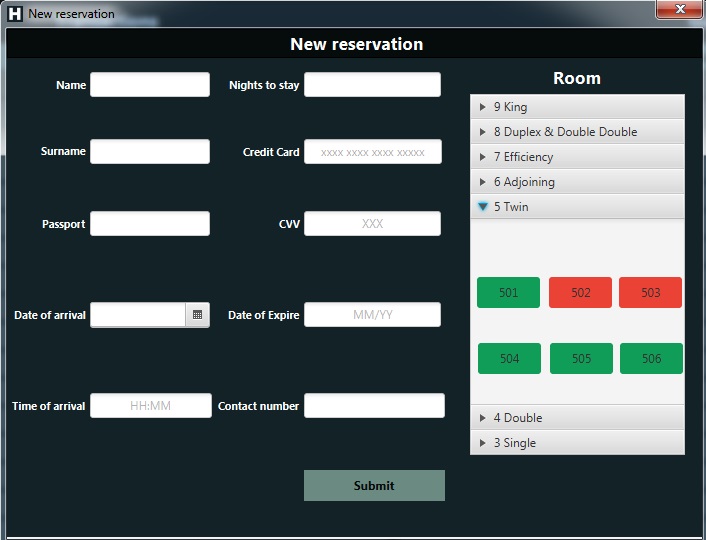 H New reservation
New reservation
Name
Nights to stay
Surname
Credit Card xxxx xxxx xxxx xxxxx
Passport
CVV XXX
Date of arrival
Date of Expire MM/YY
Time of arrival HH:MM
Contact number
Submit
Room
9 King
8 Duplex & Double Double
7 Efficiency
6 Adjoining
5 Twin
501 502 503
504 505 506
4 Double
3 Single